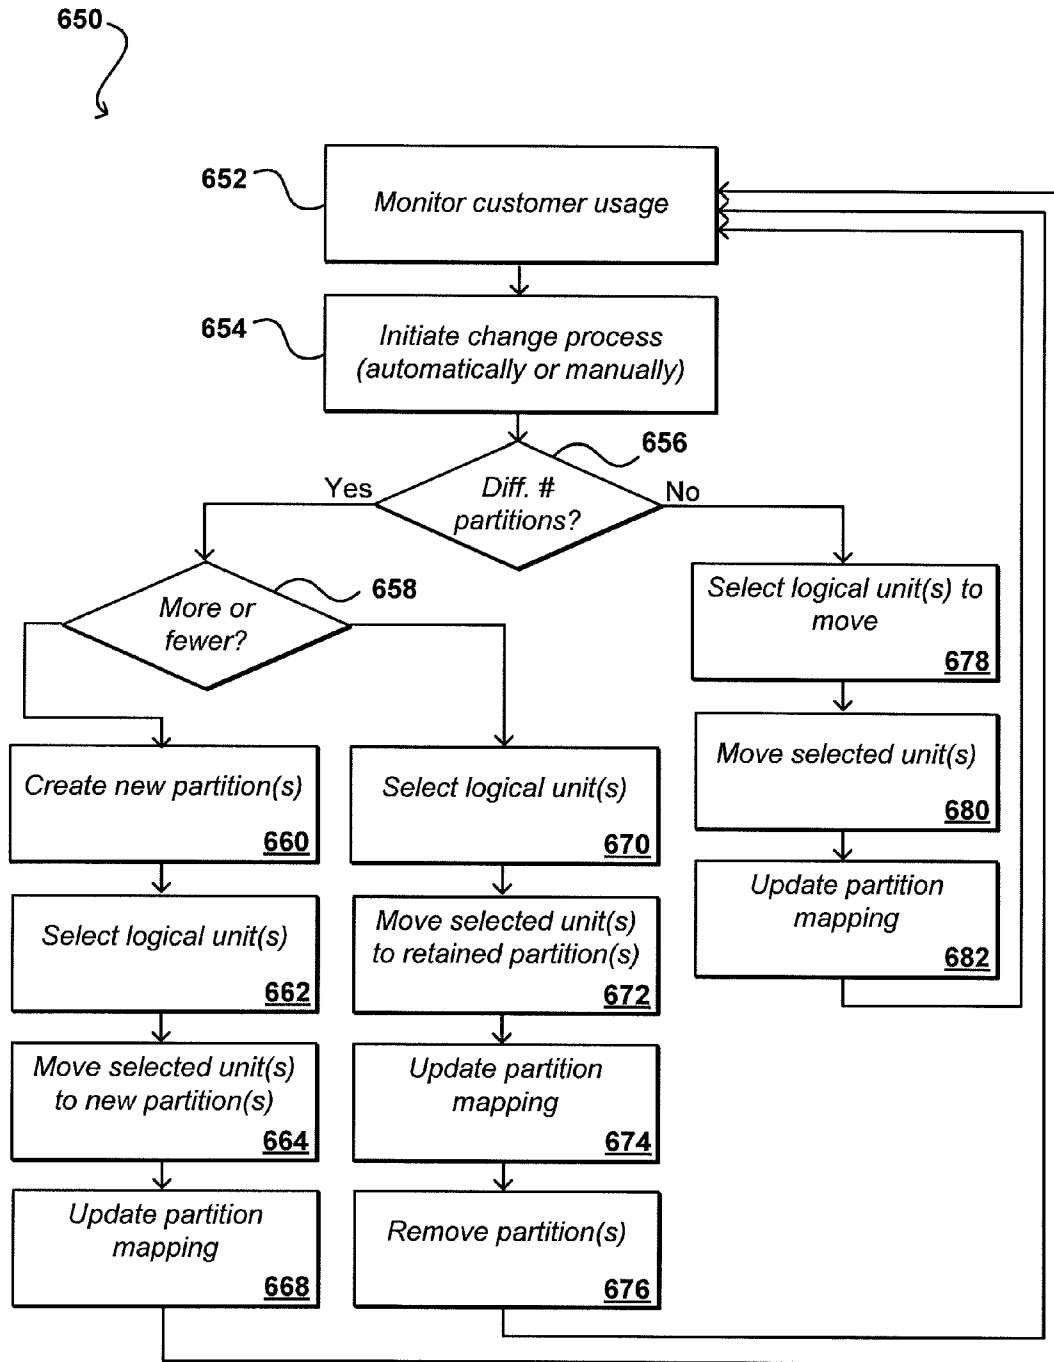 650
652
Monitor customer usage
654
Initiate change process
(automatically or manually)
656
Yes
Diff. #
partitions?
No
658
More or
fewer?
Select logical unit(s) to
move
678
Move selected unit(s)
680
Update partition
mapping
682
Create new partition(s)
660
Select logical unit(s)
662
Move selected unit(s)
to new partition(s)
664
Update partition
mapping
668
Select logical unit(s)
670
Move selected unit(s)
to retained partition(s)
672
Update partition
mapping
674
Remove partition(s)
676